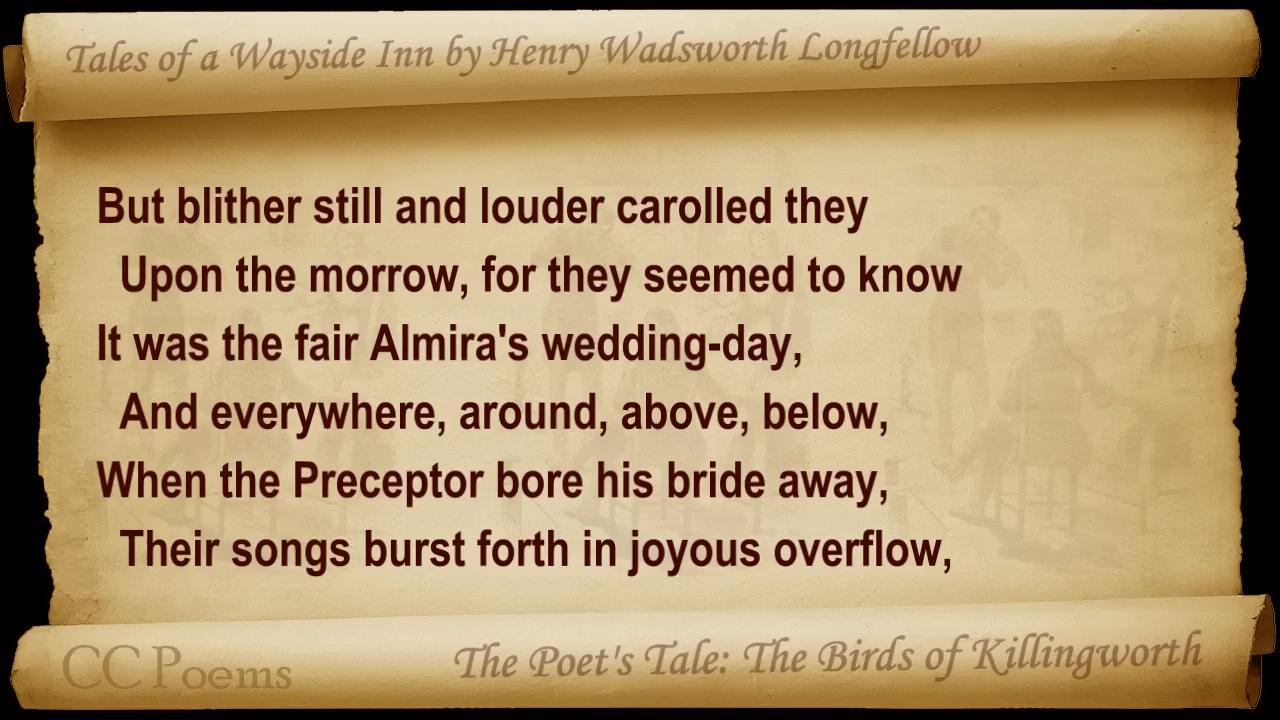 Tales of a Wayside Inn by Henry Wadsworth Longfellow
But blither still and louder carolled they
Upon the morrow, for they seemed to know
It was the fair Almira's wedding-day,
And everywhere, around, above, below,
When the Preceptor bore his bride away,
Their songs burst forth in joyous overflow,
CC Poems
The Poet's Tale: The Birds of Killingworth